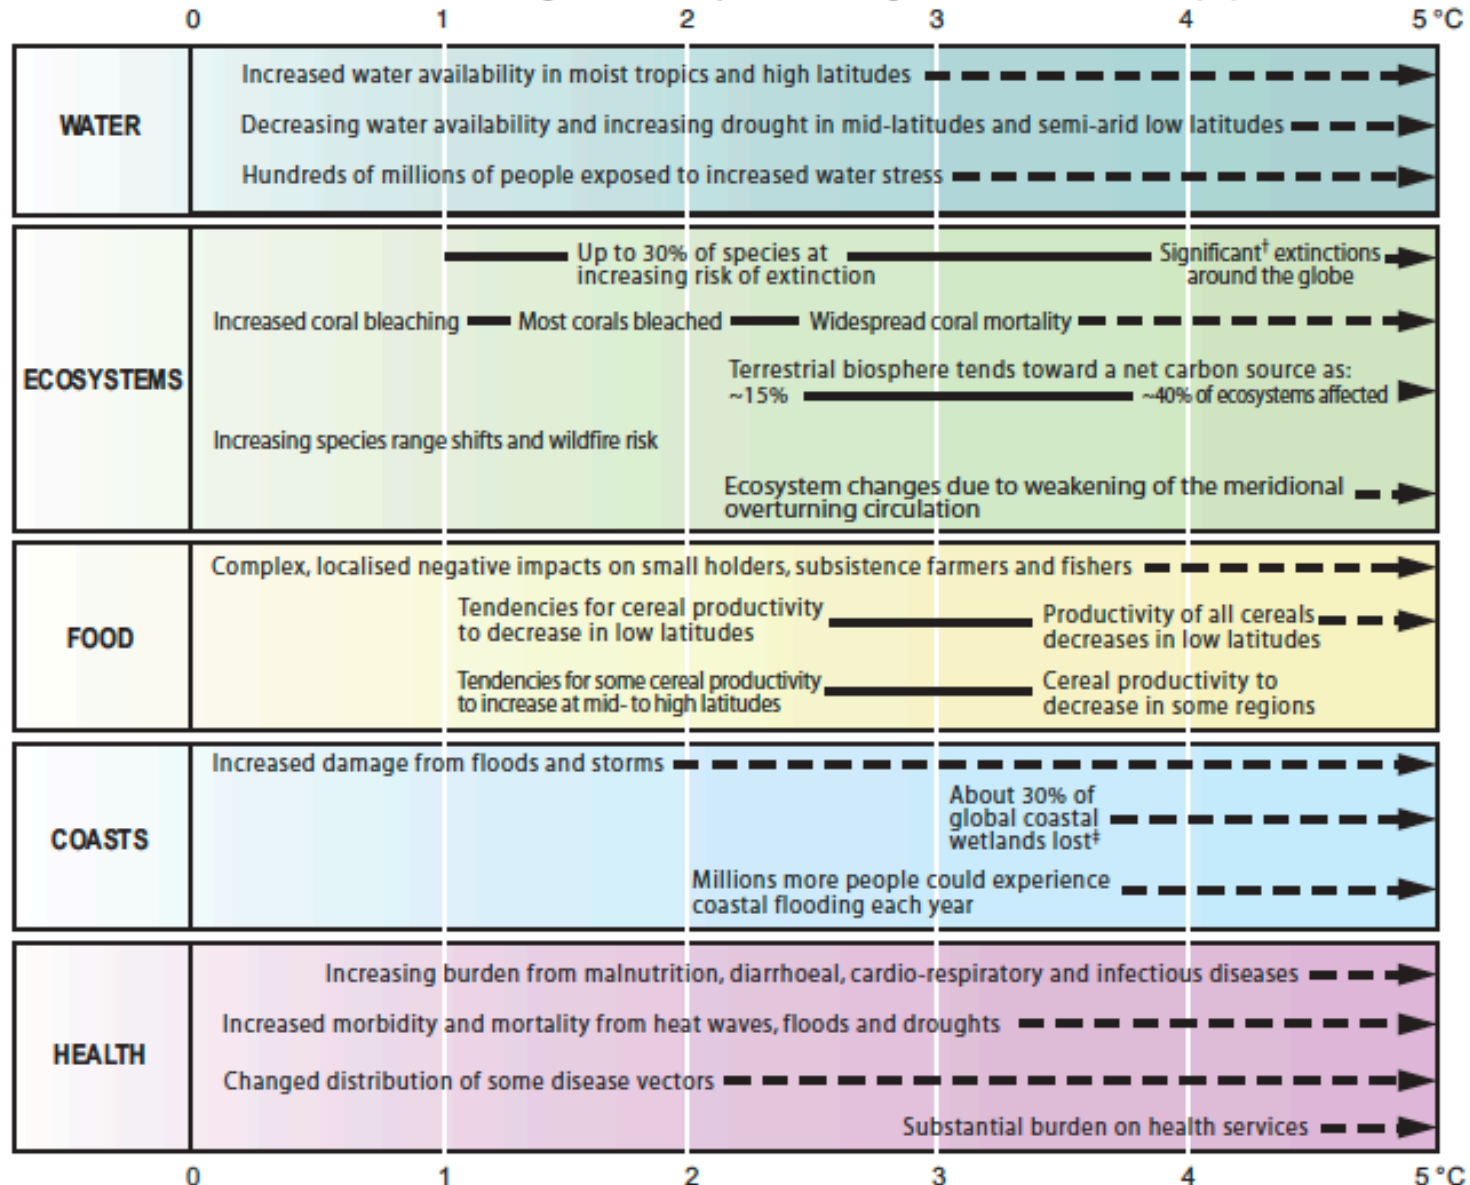 0 1 2 3 4 5 °C
WATER
Increased water availability in moist tropics and high latitudes
Decreasing water availability and increasing drought in mid-latitudes and semi-arid low latitudes
Hundreds of millions of people exposed to increased water stress
ECOSYSTEMS
Up to 30% of species at
increasing risk of extinction
Significant† extinctions
around the globe
Increased coral bleaching Most corals bleached Widespread coral mortality
Terrestrial biosphere tends toward a net carbon source as:
~15% ~40% of ecosystems affected
Increasing species range shifts and wildfire risk
Ecosystem changes due to weakening of the meridional
overturning circulation
FOOD
Complex, localised negative impacts on small holders, subsistence farmers and fishers
Tendencies for cereal productivity
to decrease in low latitudes
Productivity of all cereals
decreases in low latitudes
Tendencies for some cereal productivity
to increase at mid- to high latitudes
Cereal productivity to
decrease in some regions
COASTS
Increased damage from floods and storms
About 30% of
global coastal
wetlands lost‡
Millions more people could experience
coastal flooding each year
HEALTH
Increasing burden from malnutrition, diarrhoeal, cardio-respiratory and infectious diseases
Increased morbidity and mortality from heat waves, floods and droughts
Changed distribution of some disease vectors
Substantial burden on health services
0 1 2 3 4 5 °C